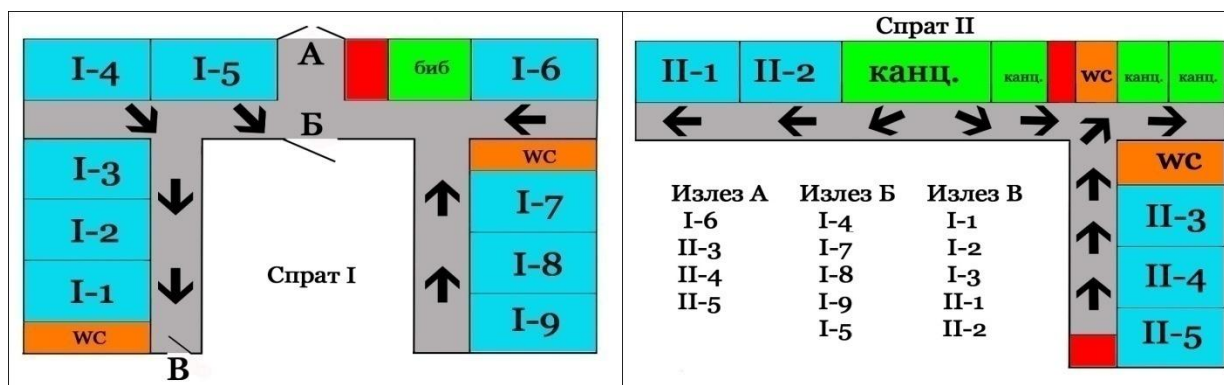 А
I-4
I-5
биб
I-6
Б
I-3
I-2
I-1
wc
В
Спрат I
wc
I-7
I-8
I-9
Спрат II
II-1
II-2
канц.
канц.
wc
канц.
канц.
wc
II-3
II-4
II-5
Излез А
I-6
II-3
II-4
II-5
Излез Б
I-4
I-7
I-8
I-9
I-5
Излез В
I-1
I-2
I-3
II-1
II-2